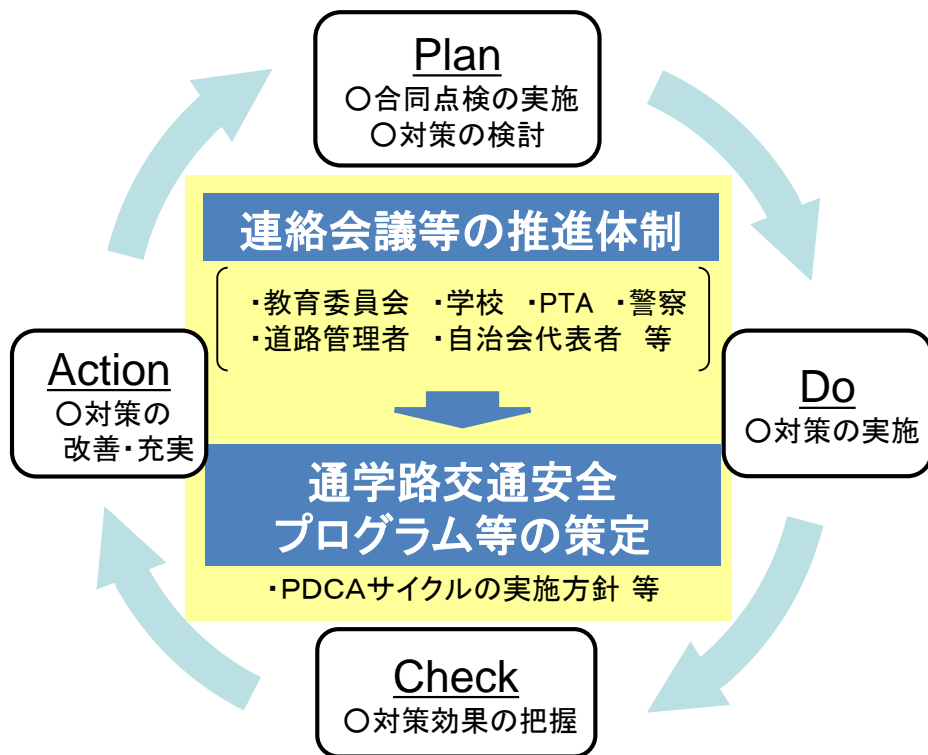 Plan
○合同点検の実施
○対策の検討
連絡会議等の推進体制
・教育委員会 ・学校 ・PTA ・警察
・道路管理者 ・自治会代表者 等
Action
○対策の
改善・充実
Do
○対策の実施
通学路交通安全
プログラム等の策定
・PDCAサイクルの実施方針 等
Check
○対策効果の把握